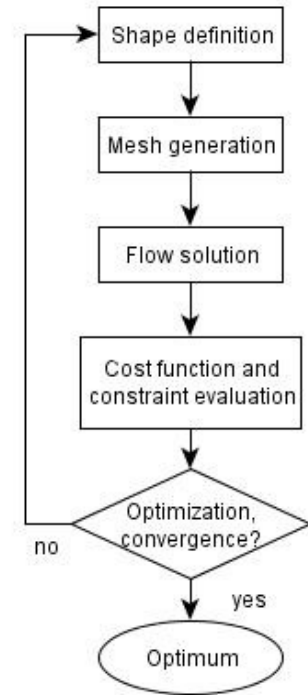 Shape definition
Mesh generation
Flow solution
Cost function and
constraint evaluation
Optimization,
convergence?
no
yes
Optimum